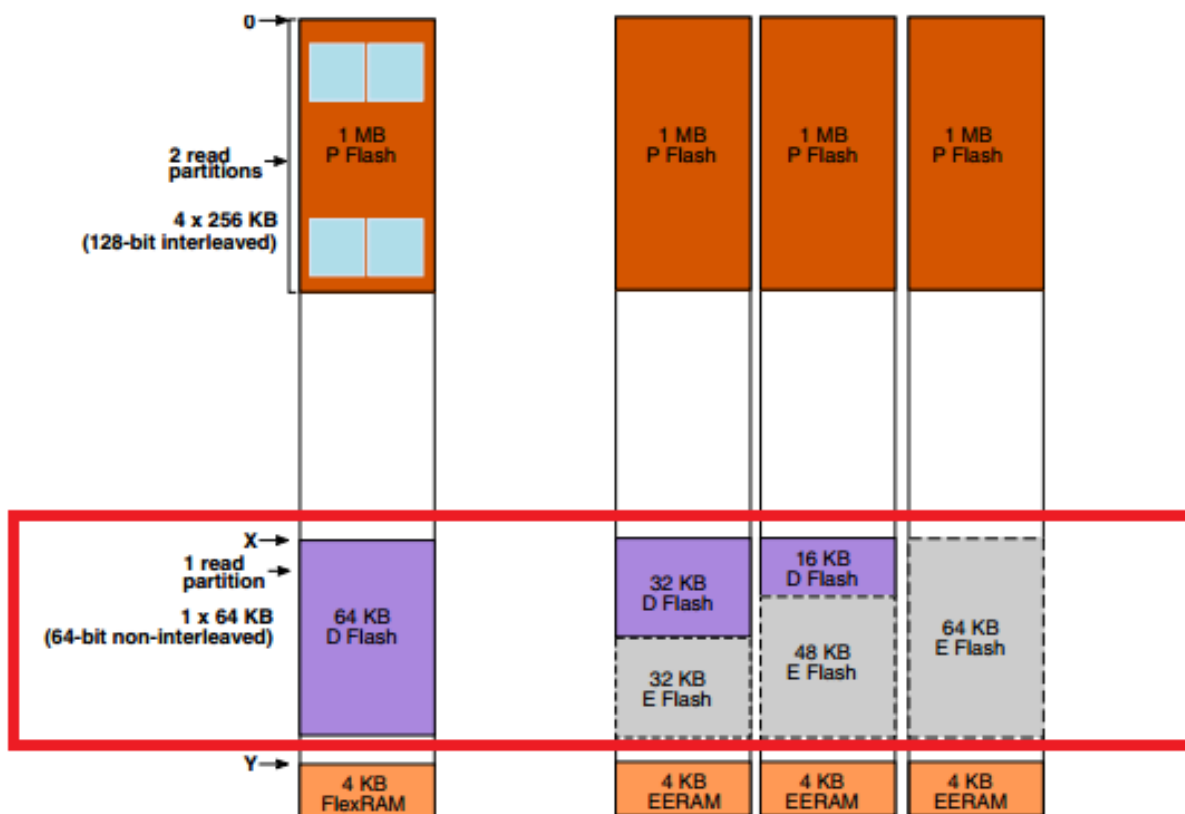 0
1 MB
P Flash
2 read
partitions
4 x 256 KB
(128-bit interleaved)
1 MB
P Flash
1 MB
P Flash
1 MB
P Flash
X
1 read
partition
1 x 64 KB
(64-bit non-interleaved)
64 KB
D Flash
32 KB
D Flash
32 KB
E Flash
16 KB
D Flash
48 KB
E Flash
64 KB
E Flash
Y
4 KB
FlexRAM
4 KB
EERAM
4 KB
EERAM
4 KB
EERAM